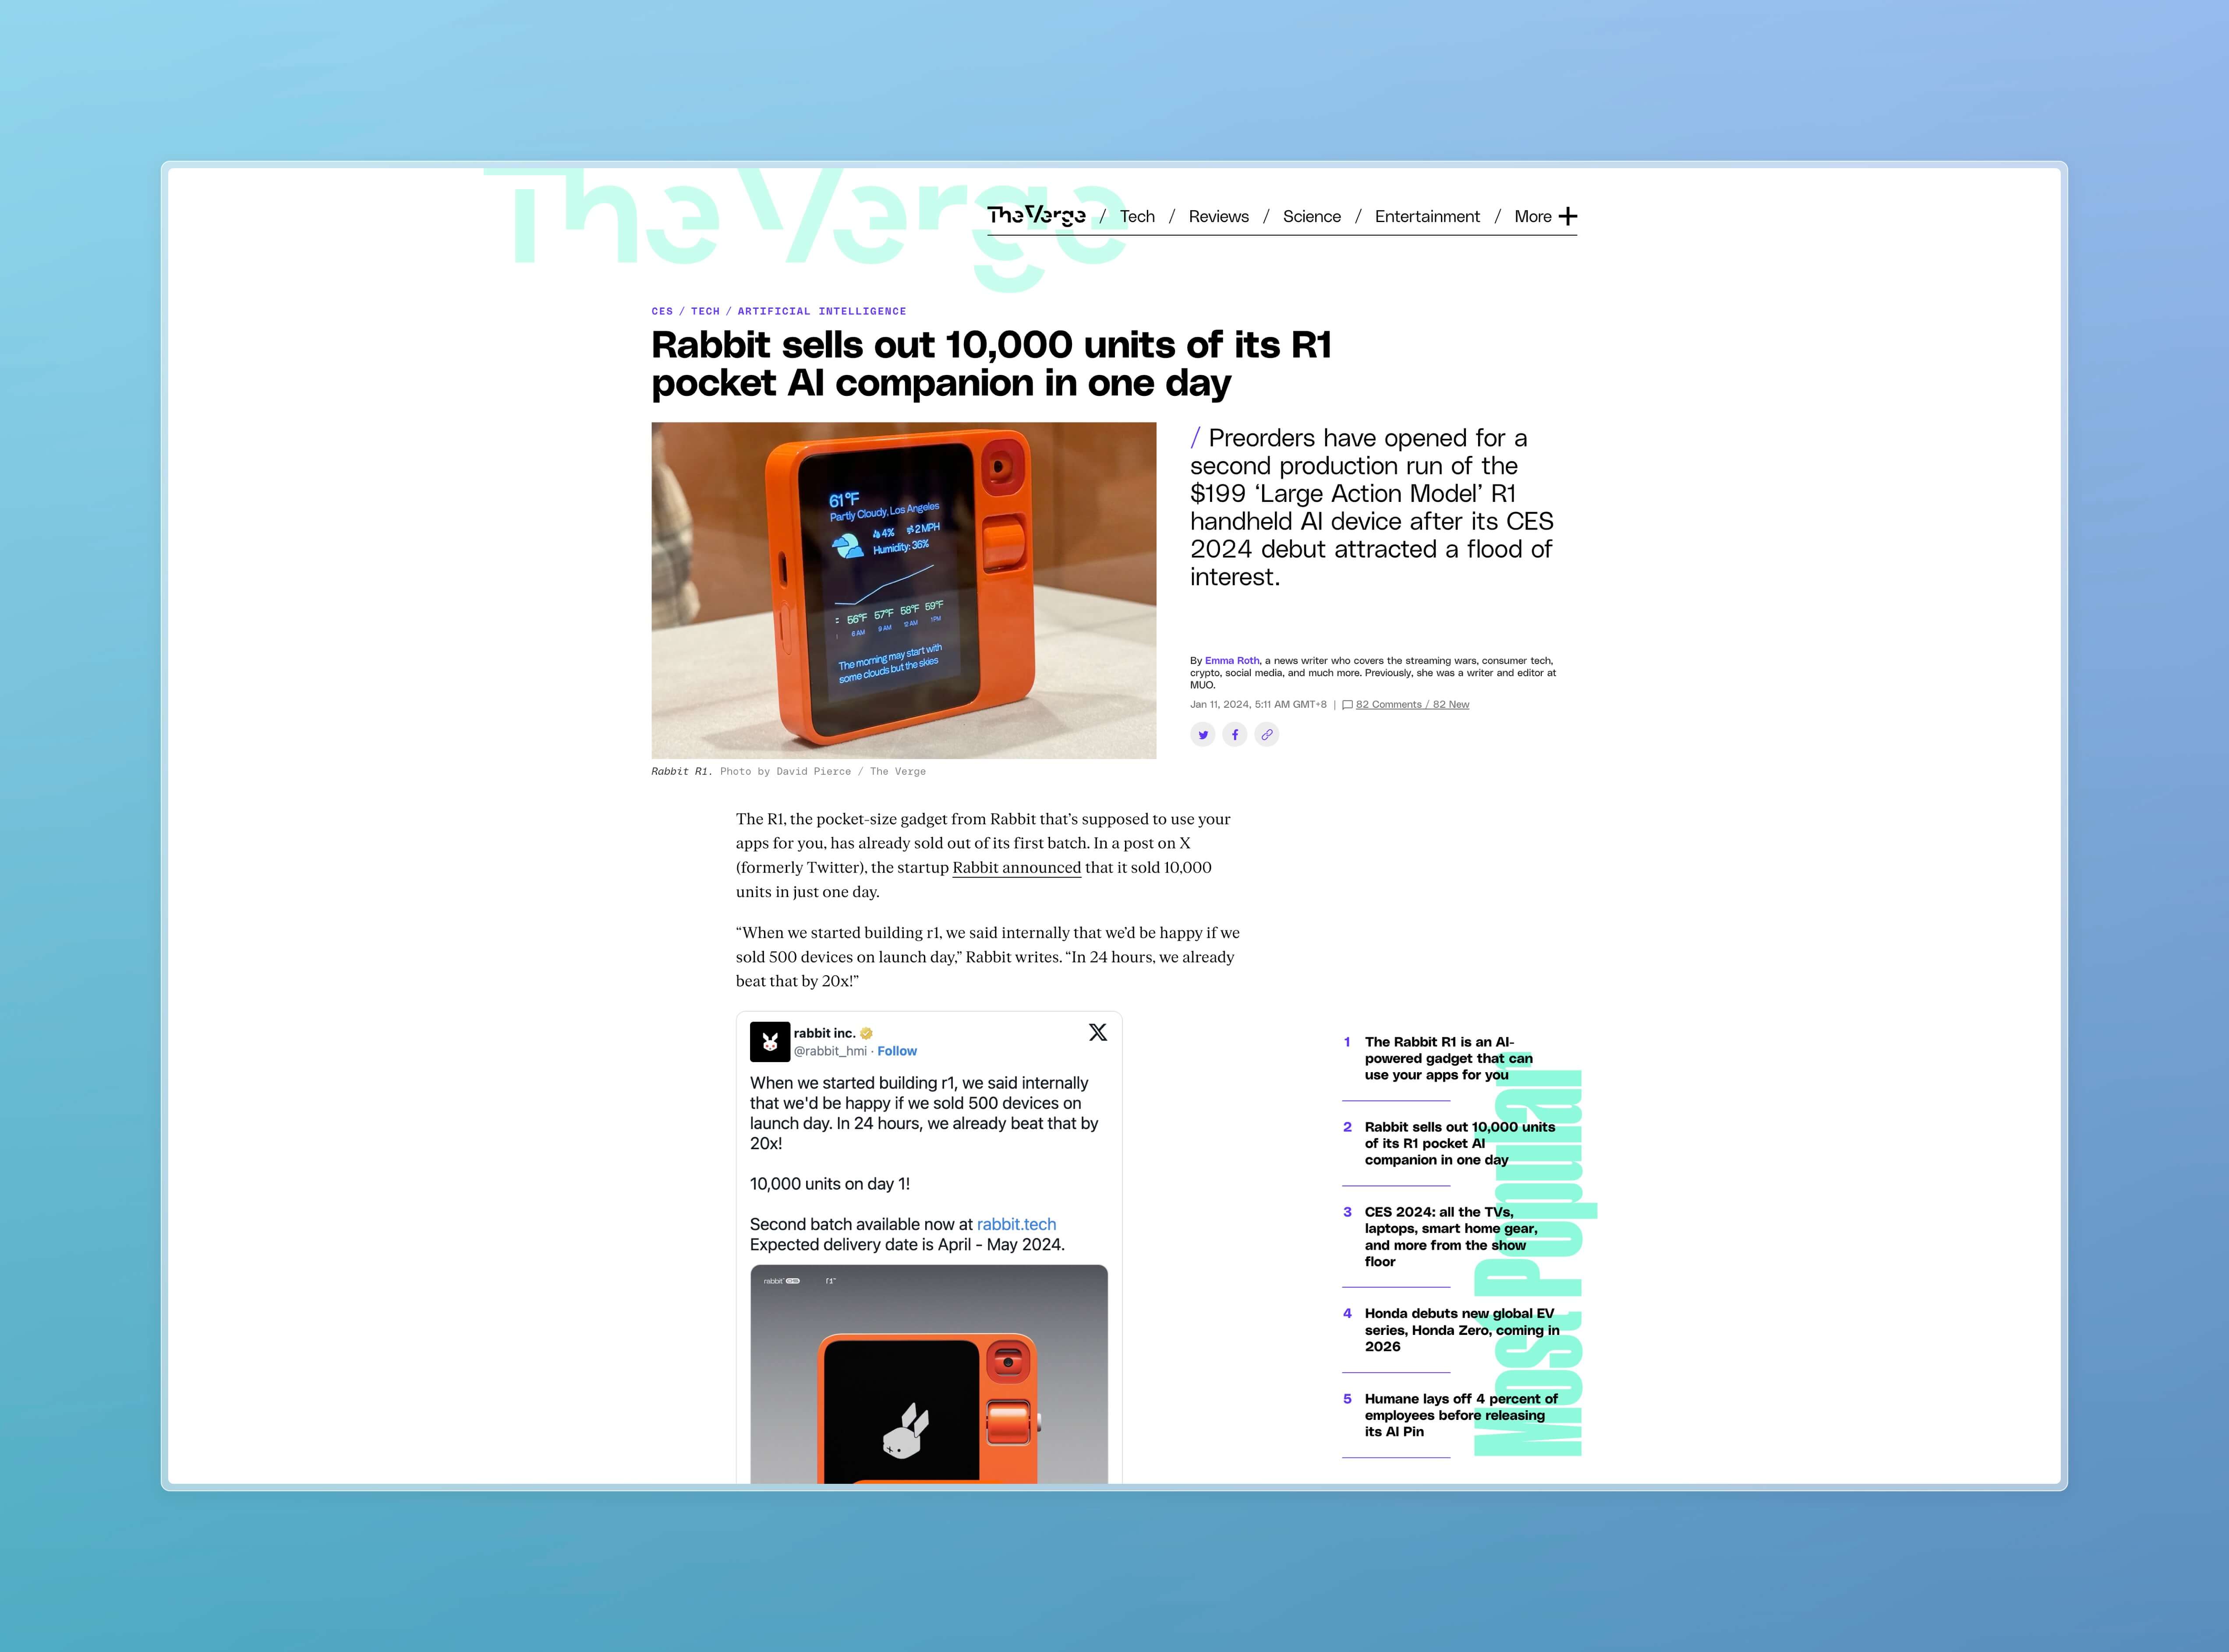 The Verge
The Verge / Tech / Reviews / Science / Entertainment / More +
CES / TECH / ARTIFICIAL INTELLIGENCE
Rabbit sells out 10,000 units of its R1
pocket AI companion in one day
61°F
Partly Cloudy, Los Angeles
4% 2 MPH
Humidity: 36%
56°F 57°F 58°F 59°F
8 AM 9 AM 12 AM 1 PM
The morning may start with
some clouds but the skies
/ Preorders have opened for a
second production run of the
$199 ‘Large Action Model’ R1
handheld AI device after its CES
2024 debut attracted a flood of
interest.
By Emma Roth, a news writer who covers the streaming wars, consumer tech,
crypto, social media, and much more. Previously, she was a writer and editor at
MUO.
Jan 11, 2024, 5:11 AM GMT+8 | 82 Comments / 82 New
Rabbit R1. Photo by David Pierce / The Verge
The R1, the pocket-size gadget from Rabbit that’s supposed to use your
apps for you, has already sold out of its first batch. In a post on X
(formerly Twitter), the startup Rabbit announced that it sold 10,000
units in just one day.
“When we started building r1, we said internally that we’d be happy if we
sold 500 devices on launch day,” Rabbit writes. “In 24 hours, we already
beat that by 20x!”
rabbit inc.
@rabbit_hmi · Follow
When we started building r1, we said internally
that we'd be happy if we sold 500 devices on
launch day. In 24 hours, we already beat that by
20x!
10,000 units on day 1!
Second batch available now at rabbit.tech
Expected delivery date is April - May 2024.
rabbit r1
Most Popular
1 The Rabbit R1 is an AI-
powered gadget that can
use your apps for you
2 Rabbit sells out 10,000 units
of its R1 pocket AI
companion in one day
3 CES 2024: all the TVs,
laptops, smart home gear,
and more from the show
floor
4 Honda debuts new global EV
series, Honda Zero, coming in
2026
5 Humane lays off 4 percent of
employees before releasing
its AI Pin